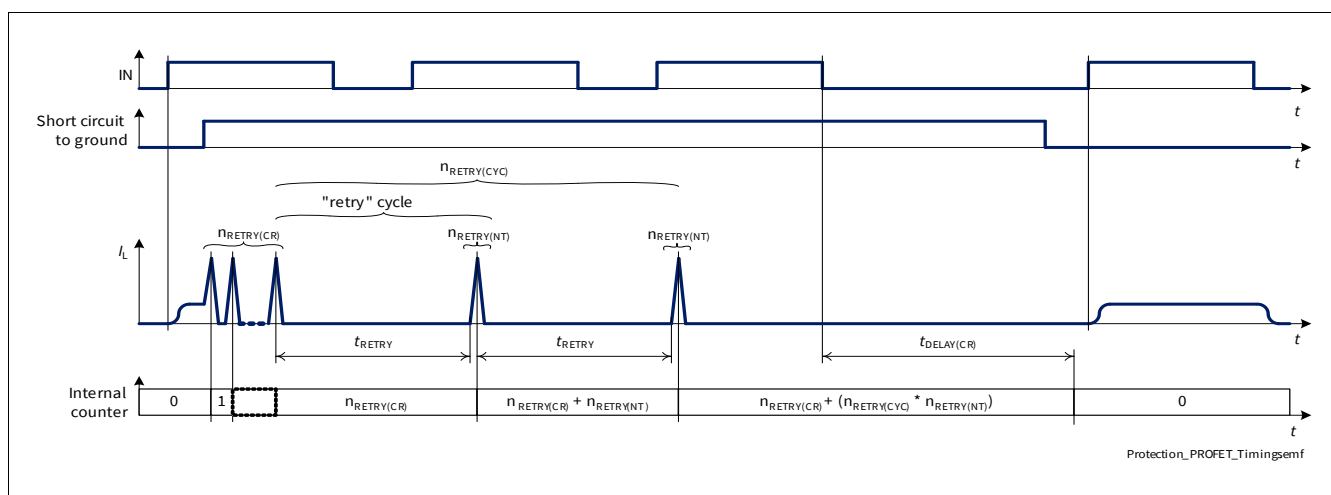 IN
t
Short circuit
to ground
t
nRETRY(CYC)
"retry" cycle
nRETRY(CR)
nRETRY(NT)
nRETRY(NT)
IL
tRETRY
tRETRY
tDELAY(CR)
t
Internal
counter
0
1
nRETRY(CR)
nRETRY(CR) + nRETRY(NT)
nRETRY(CR) + (nRETRY(CYC) * nRETRY(NT))
0
t
Protection_PROFET_Timingsemf